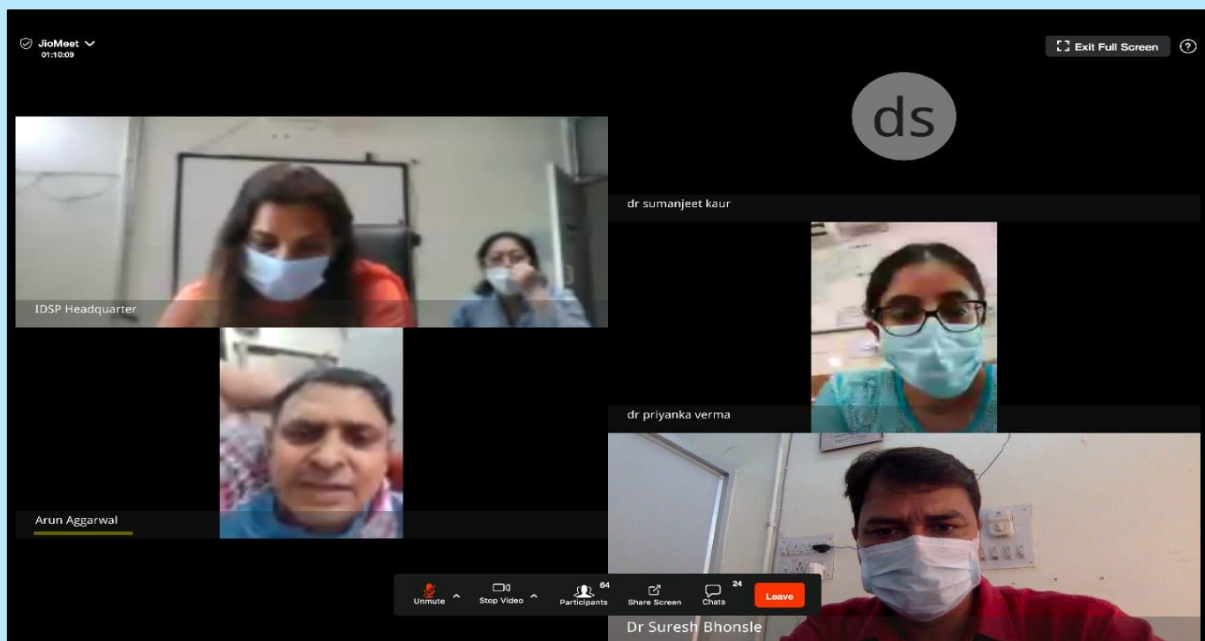 JioMeet
01:10:09
Exit Full Screen
?
ds
dr sumanjeet kaur
IDSP Headquarter
dr priyanka verma
Arun Aggarwal
64
24
Unmute
Stop Video
Participants
Share Screen
Chats
Leave
Dr Suresh Bhonsle